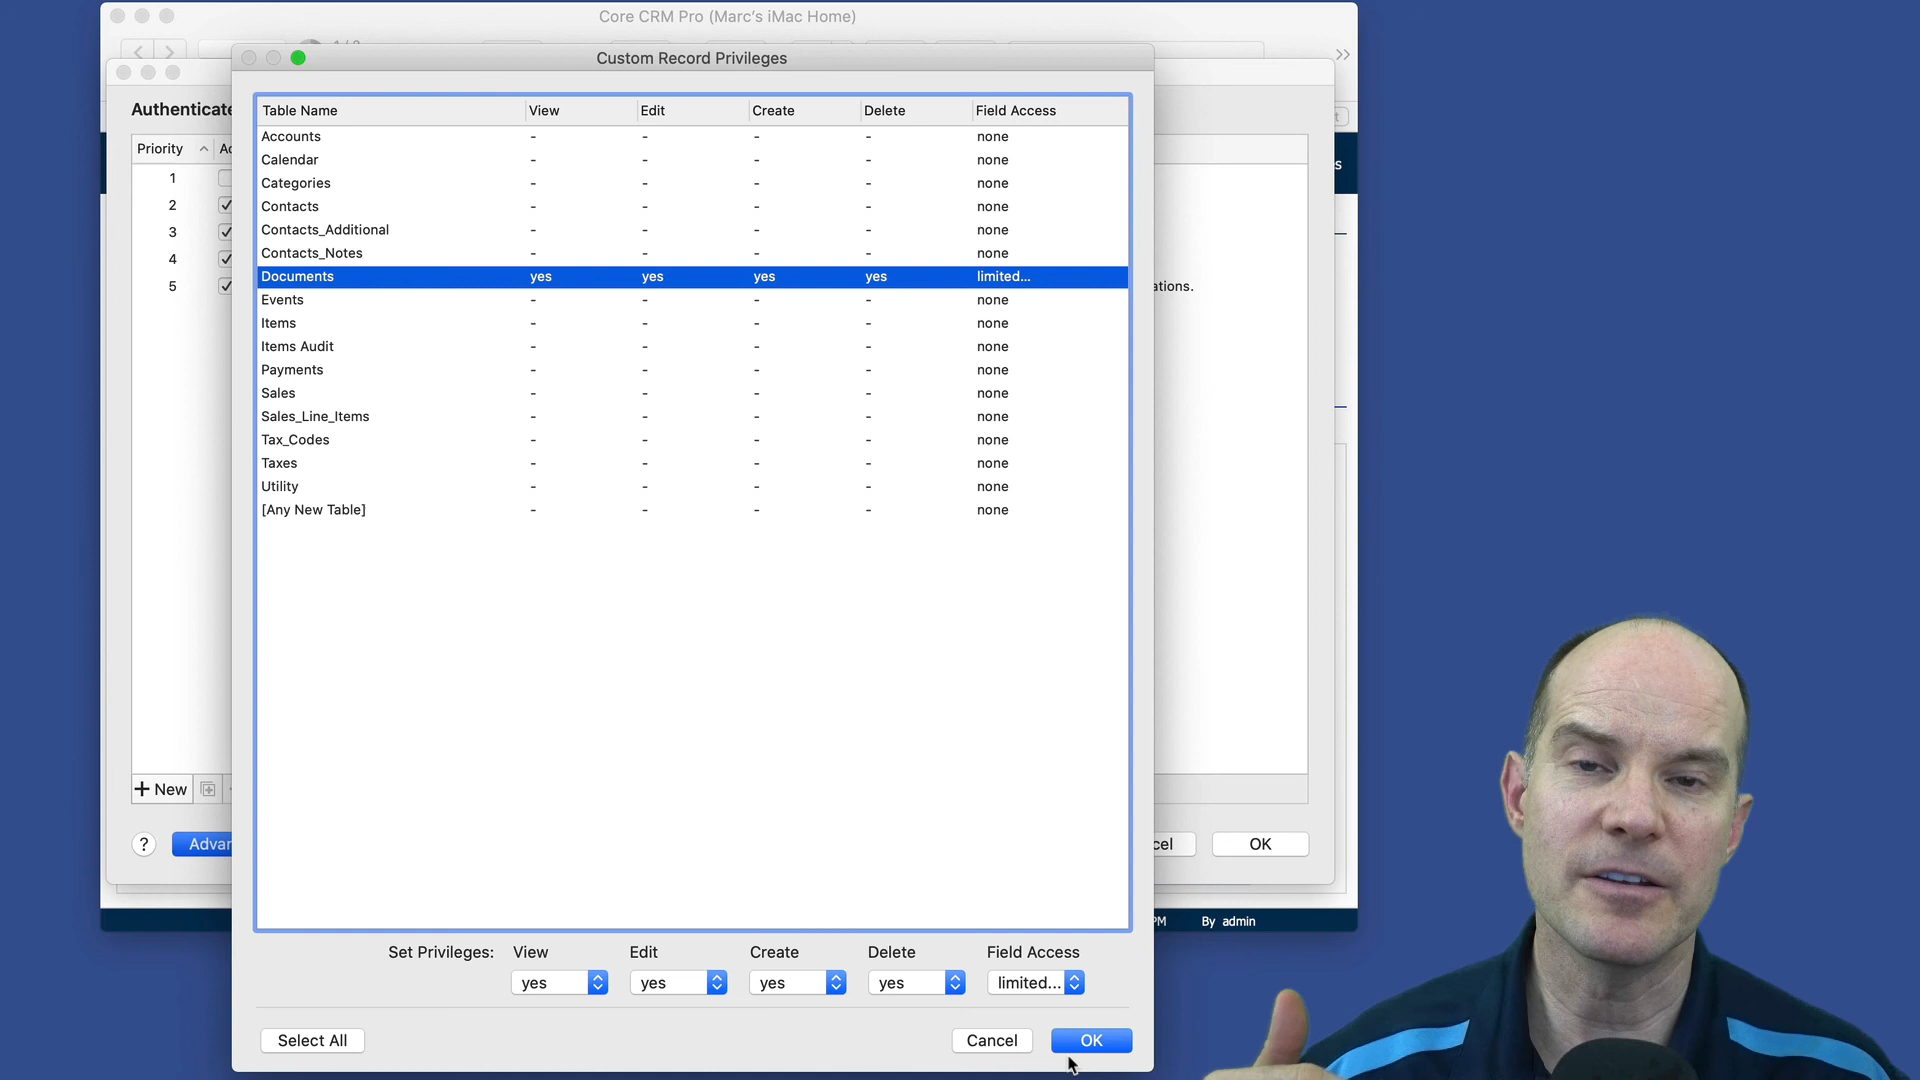 Core CRM Pro (Marc's iMac Home)
Custom Record Privileges
Authenticate
Priority
1
2
3
4
5
Table Name View Edit Create Delete Field Access
Accounts - - - - none
Calendar - - - - none
Categories - - - - none
Contacts - - - - none
Contacts_Additional - - - - none
Contacts_Notes - - - - none
Documents yes yes yes yes limited...
Events - - - - none
Items - - - - none
Items Audit - - - - none
Payments - - - - none
Sales - - - - none
Sales_Line_Items - - - - none
Tax_Codes - - - - none
Taxes - - - - none
Utility - - - - none
[Any New Table] - - - - none
ations.
+ New
? Advan
cel OK
PM By admin
Set Privileges: View Edit Create Delete Field Access
yes yes yes yes limited...
Select All Cancel OK